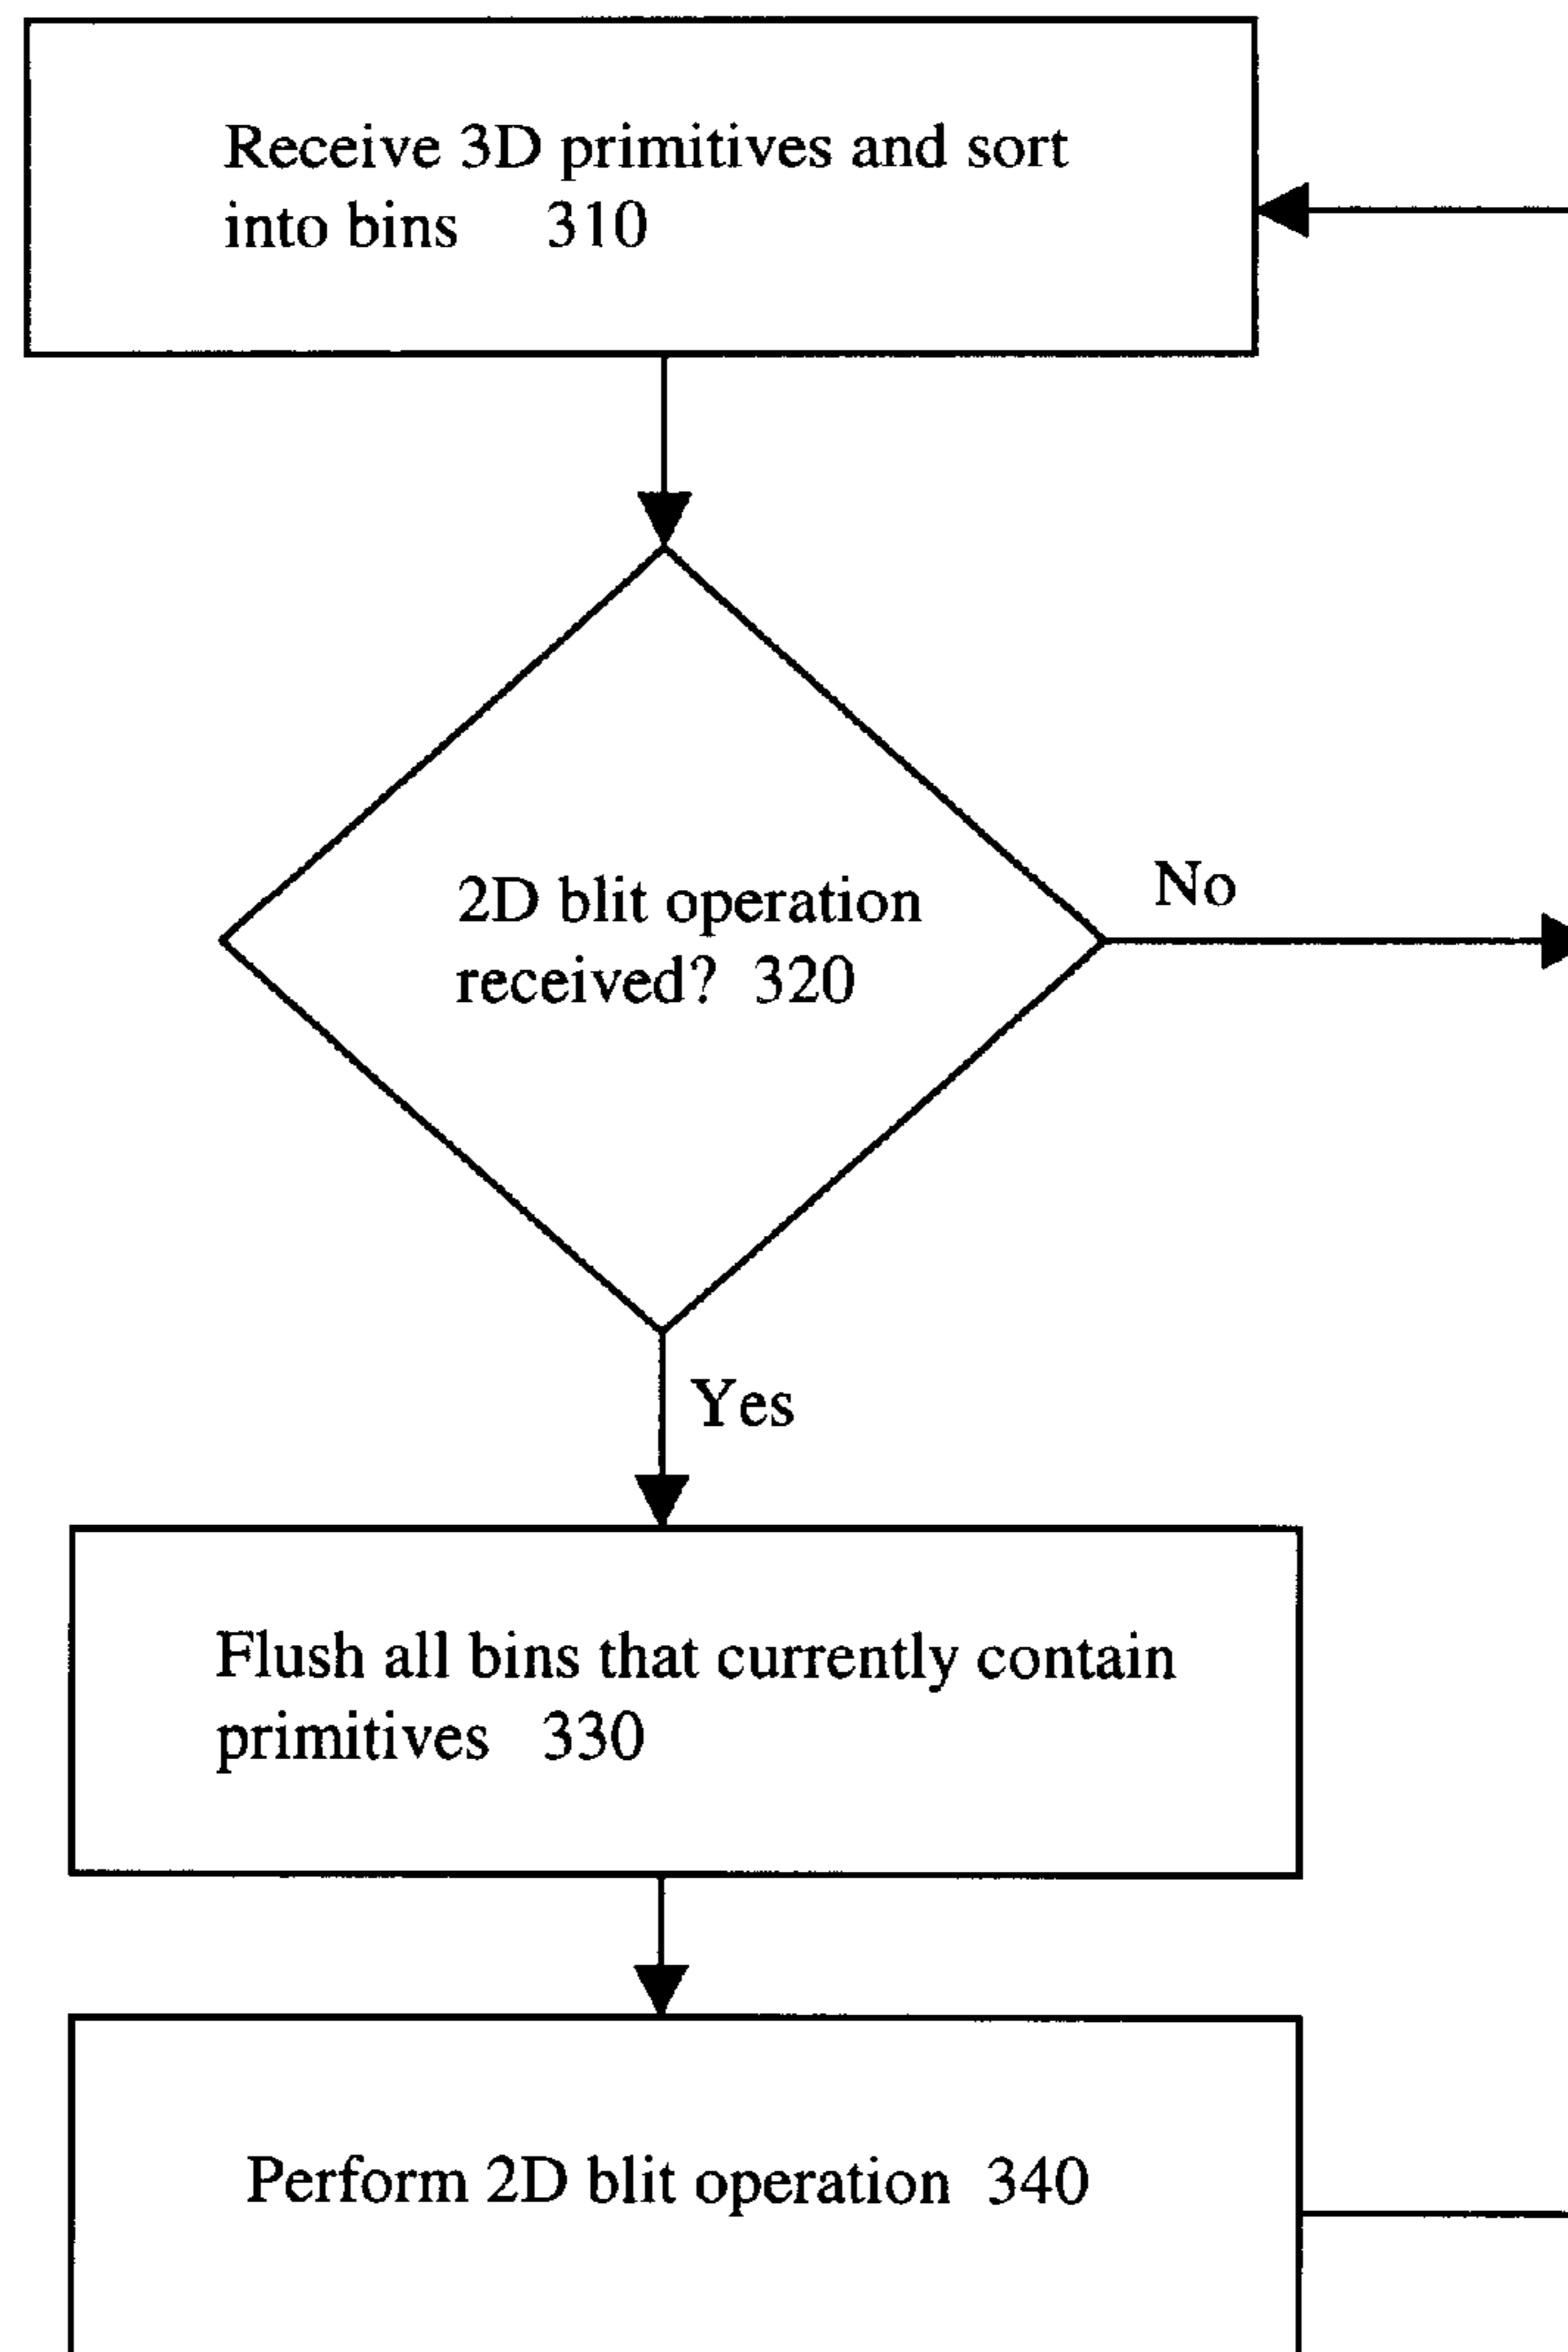 Receive 3D primitives and sort
into bins 310
2D blit operation
received? 320
No
Yes
Flush all bins that currently contain
primitives 330
Perform 2D blit operation 340